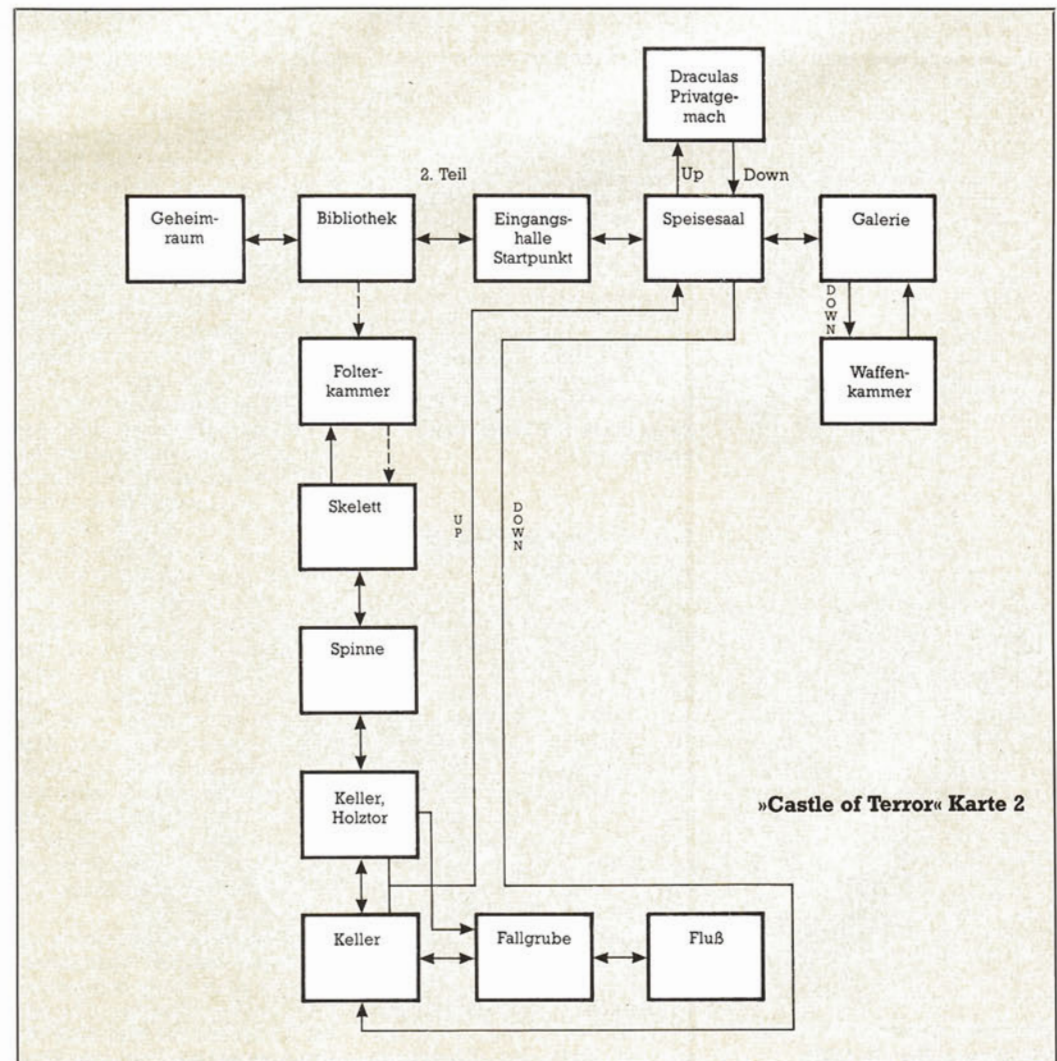 Draculas
Privatge-
mach
2. Teil
Up
Down
Geheim-
raum
Bibliothek
Eingangs-
halle
Startpunkt
Speisesaal
Galerie
DOWN
Folter-
kammer
Waffen-
kammer
Skelett
UP
DOWN
Spinne
Keller,
Holztor
»Castle of Terror« Karte 2
Keller
Fallgrube
Fluß